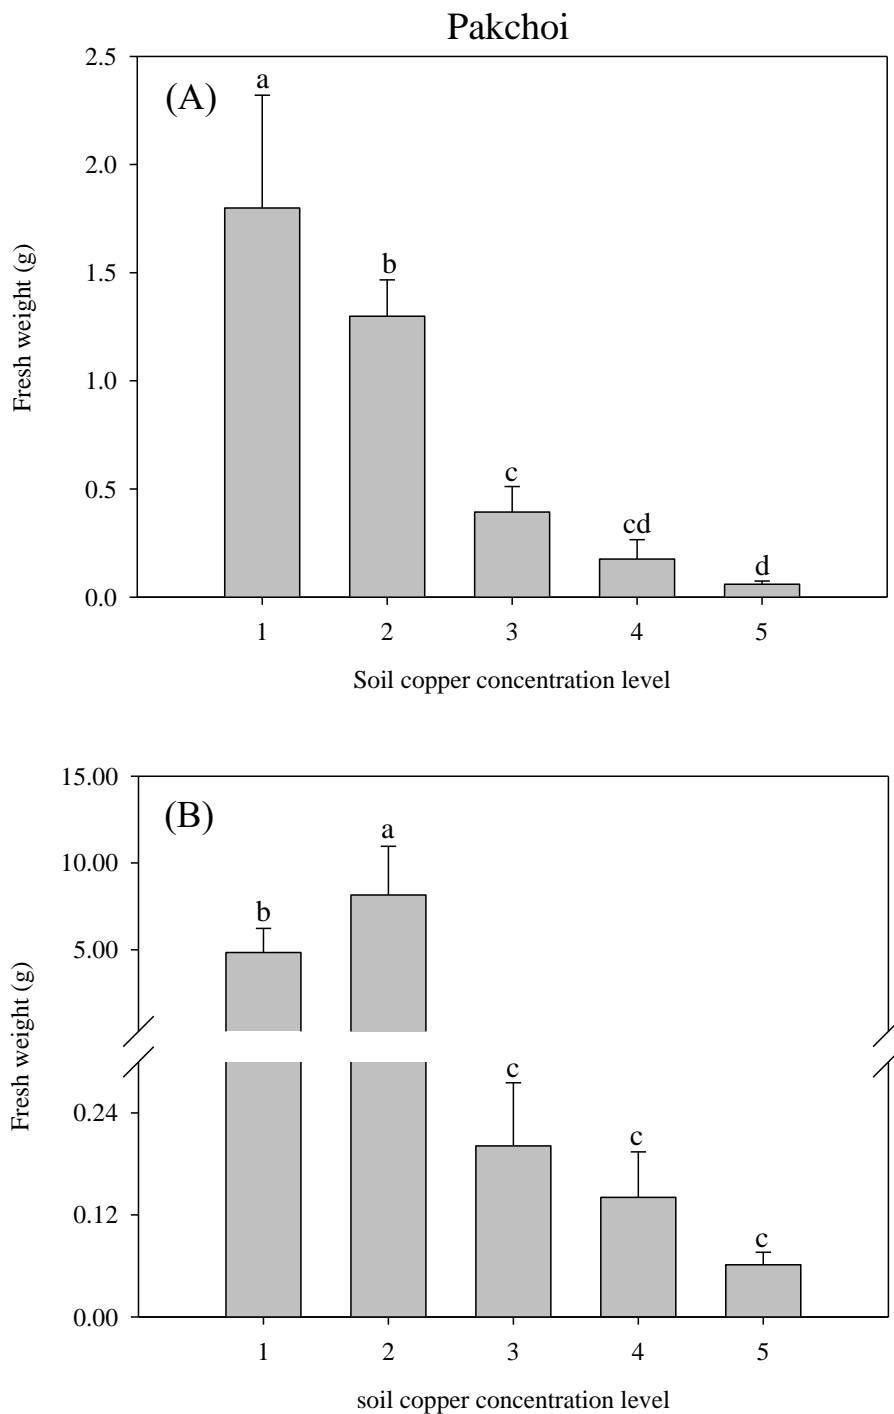 Pakchoi
(A)
2.5
2.0
1.5
1.0
0.5
0.0
Fresh weight (g)
a
b
c
cd
d
1 2 3 4 5
Soil copper concentration level
(B)
15.00
10.00
5.00
0.24
0.12
0.00
Fresh weight (g)
b
a
c
c
c
1 2 3 4 5
soil copper concentration level